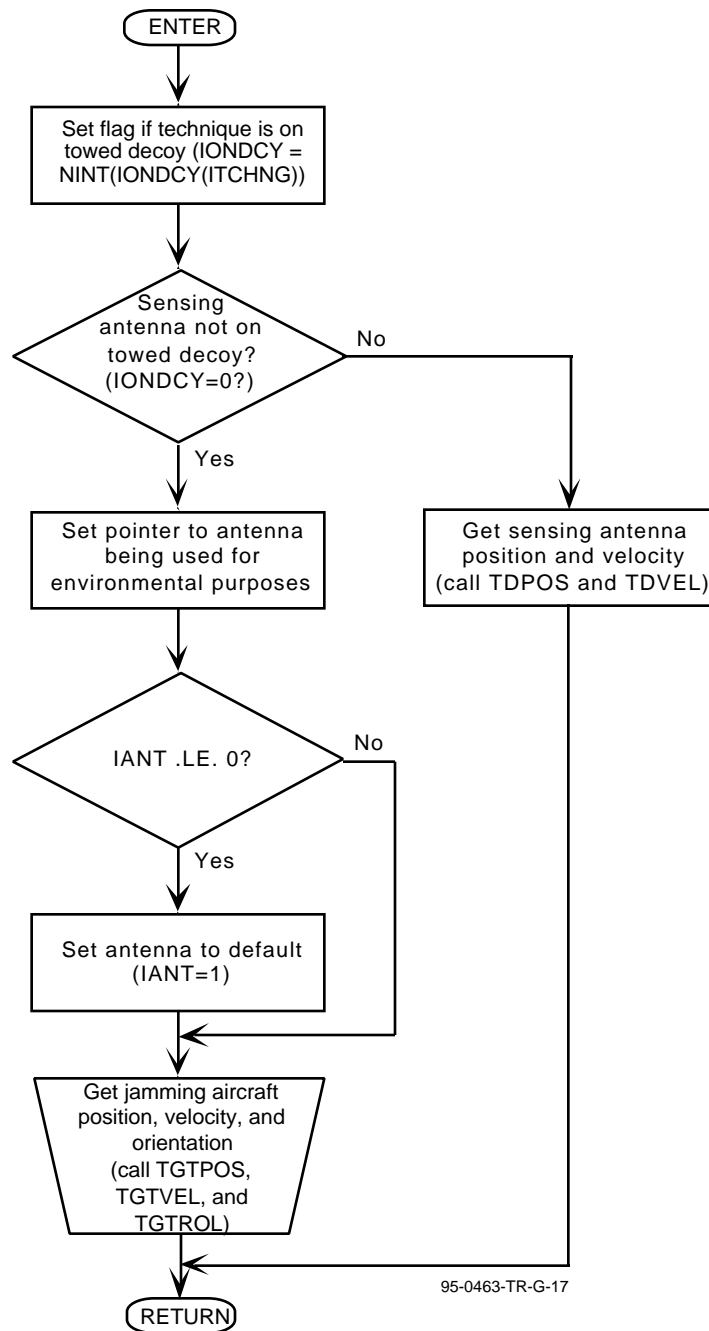 ENTER
Set flag if technique is on
towed decoy (IONDCY =
NINT(IONDCY(ITCHNG))
Sensing
antenna not on
towed decoy?
(IONDCY=0?)
No
Yes
Set pointer to antenna
being used for
environmental purposes
Get sensing antenna
position and velocity
(call TDPOS and TDVEL)
IANT .LE. 0?
No
Yes
Set antenna to default
(IANT=1)
Get jamming aircraft
position, velocity, and
orientation
(call TGTPOS,
TGTVEL, and
TGTROL)
95-0463-TR-G-17
RETURN